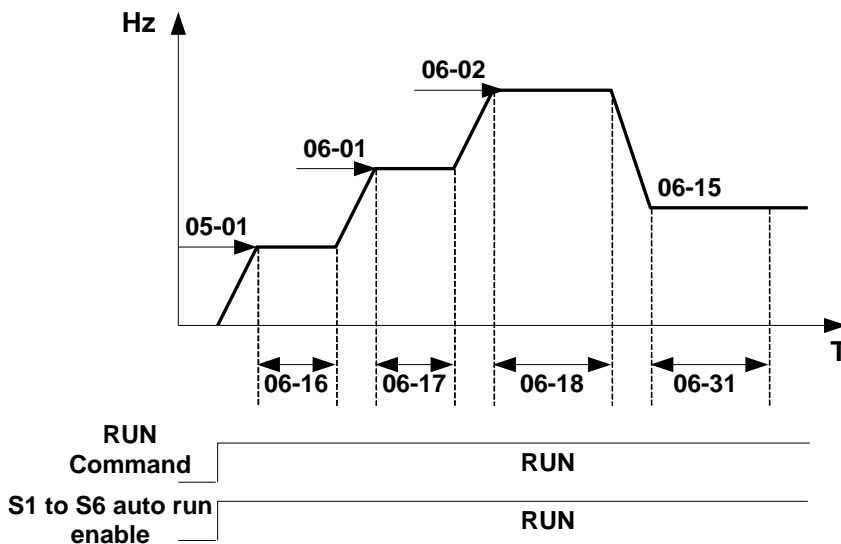 Hz
06-02
06-01
06-15
05-01
T
06-16
06-17
06-18
06-31
RUN
Command
RUN
S1 to S6 auto run
enable
RUN